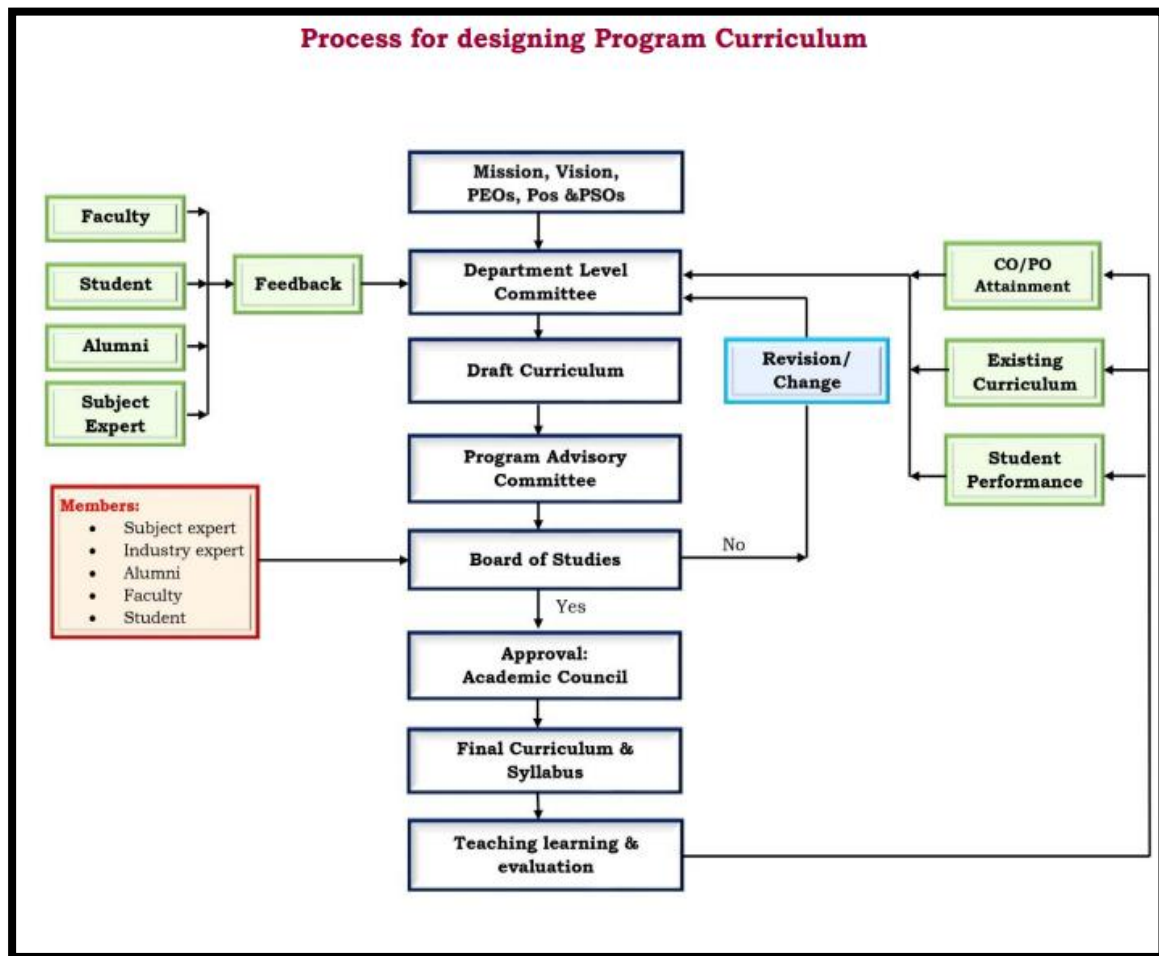 Process for designing Program Curriculum
Mission, Vision,
PEOs, Pos &PSOs
Faculty
Student
Alumni
Subject
Expert
Feedback
Department Level
Committee
CO/PO
Attainment
Draft Curriculum
Revision/
Change
Existing
Curriculum
Program Advisory
Committee
Student
Performance
Members:
• Subject expert
• Industry expert
• Alumni
• Faculty
• Student
Board of Studies
No
Yes
Approval:
Academic Council
Final Curriculum &
Syllabus
Teaching learning &
evaluation